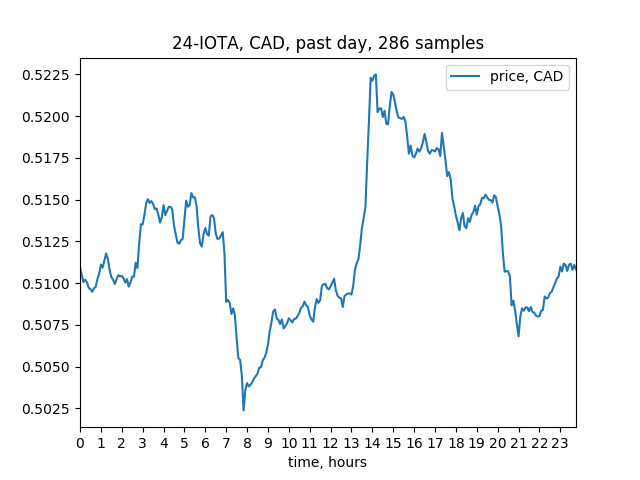 24-IOTA, CAD, past day, 286 samples
price, CAD
0.5225
0.5200
0.5175
0.5150
0.5125
0.5100
0.5075
0.5050
0.5025
0 1 2 3 4 5 6 7 8 9 10 11 12 13 14 15 16 17 18 19 20 21 22 23
time, hours